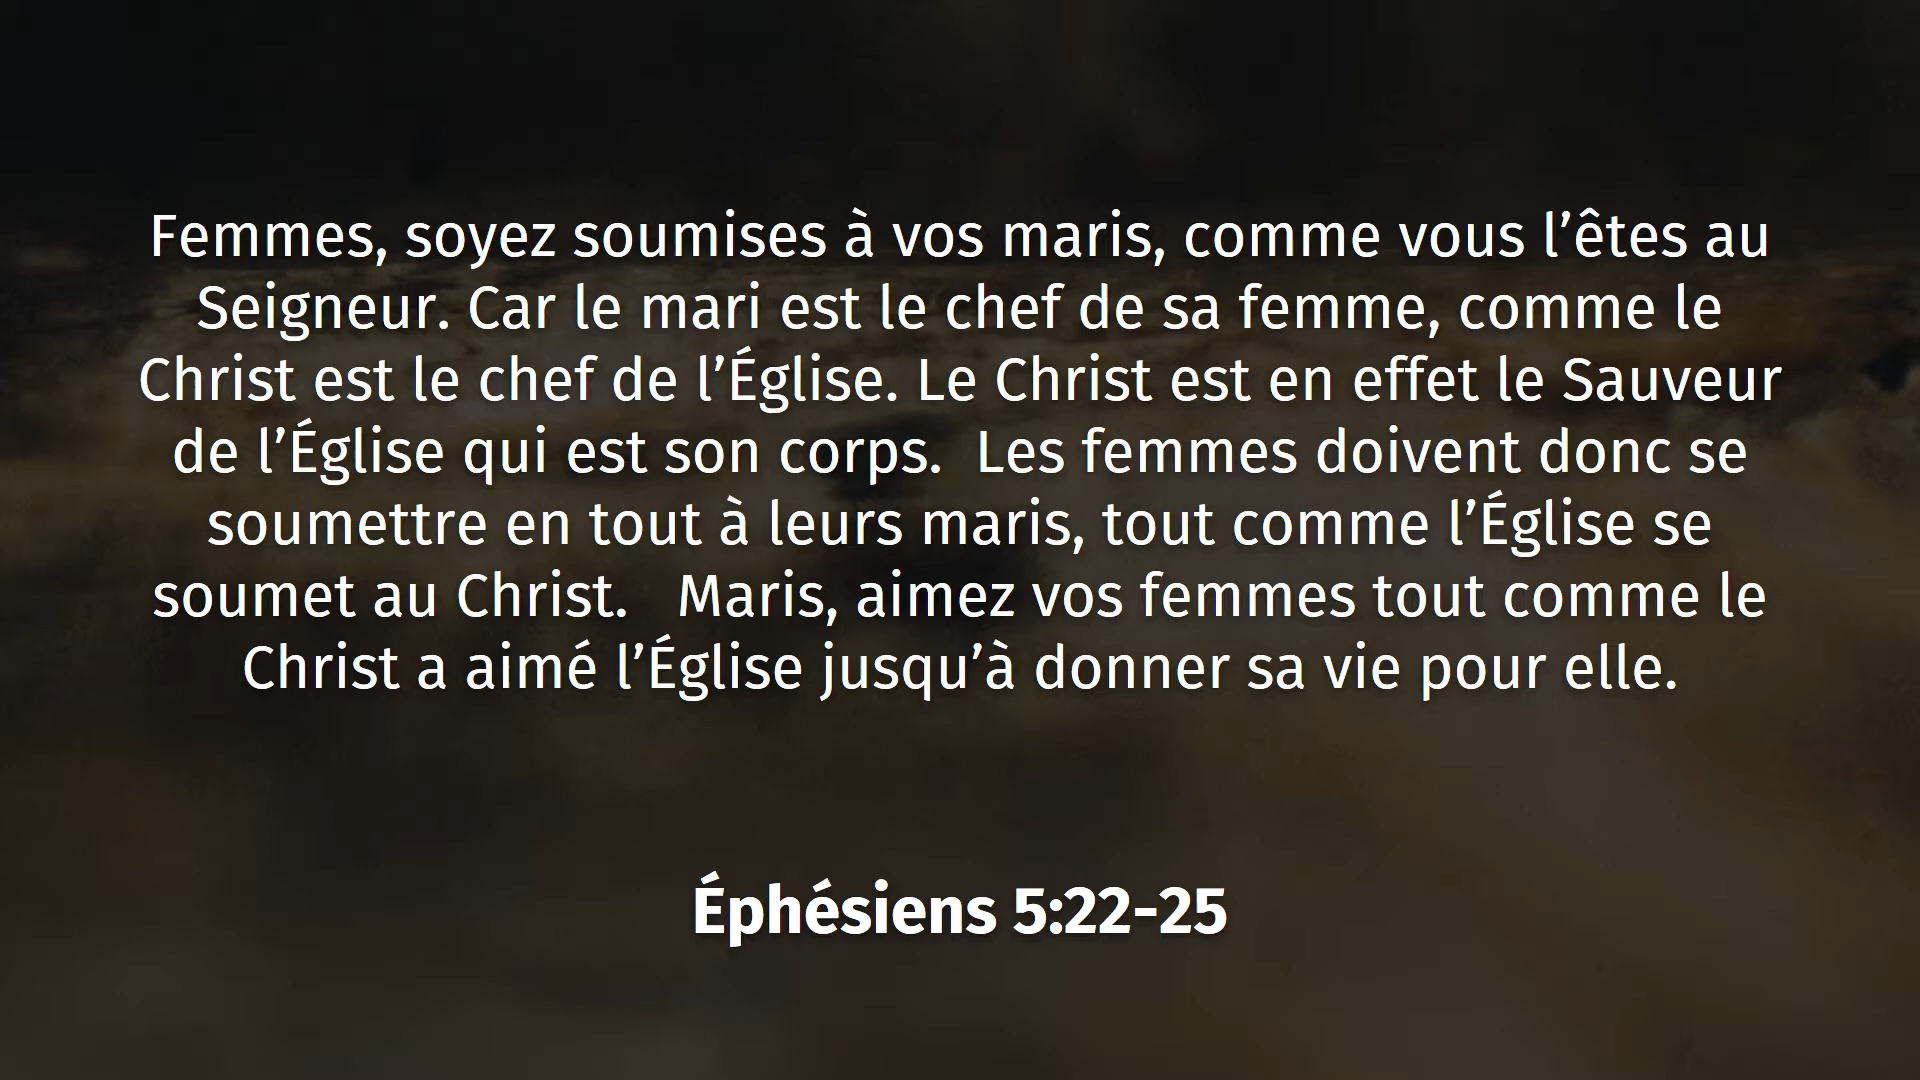 Femmes, soyez soumises à vos maris, comme vous l’êtes au
Seigneur. Car le mari est le chef de sa femme, comme le
Christ est le chef de l’Église. Le Christ est en effet le Sauveur
de l’Église qui est son corps.  Les femmes doivent donc se
soumettre en tout à leurs maris, tout comme l’Église se
soumet au Christ.   Maris, aimez vos femmes tout comme le
Christ a aimé l’Église jusqu’à donner sa vie pour elle.
Éphésiens 5:22-25